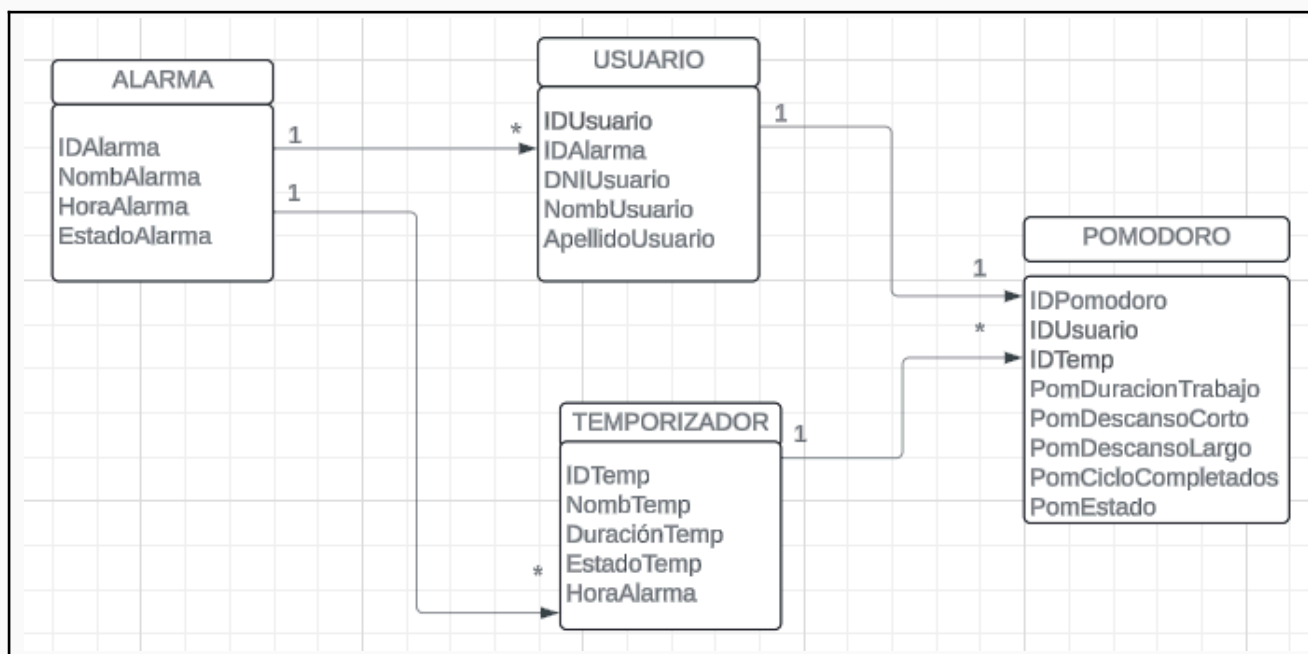 ALARMA
IDAlarma
NombAlarma
HoraAlarma
EstadoAlarma
1
1
*
USUARIO
IDUsuario
IDAlarma
DNIUsuario
NombUsuario
ApellidoUsuario
1
1
*
POMODORO
IDPomodoro
IDUsuario
IDTemp
PomDuracionTrabajo
PomDescansoCorto
PomDescansoLargo
PomCicloCompletados
PomEstado
TEMPORIZADOR
1
IDTemp
NombTemp
DuraciónTemp
EstadoTemp
HoraAlarma
*